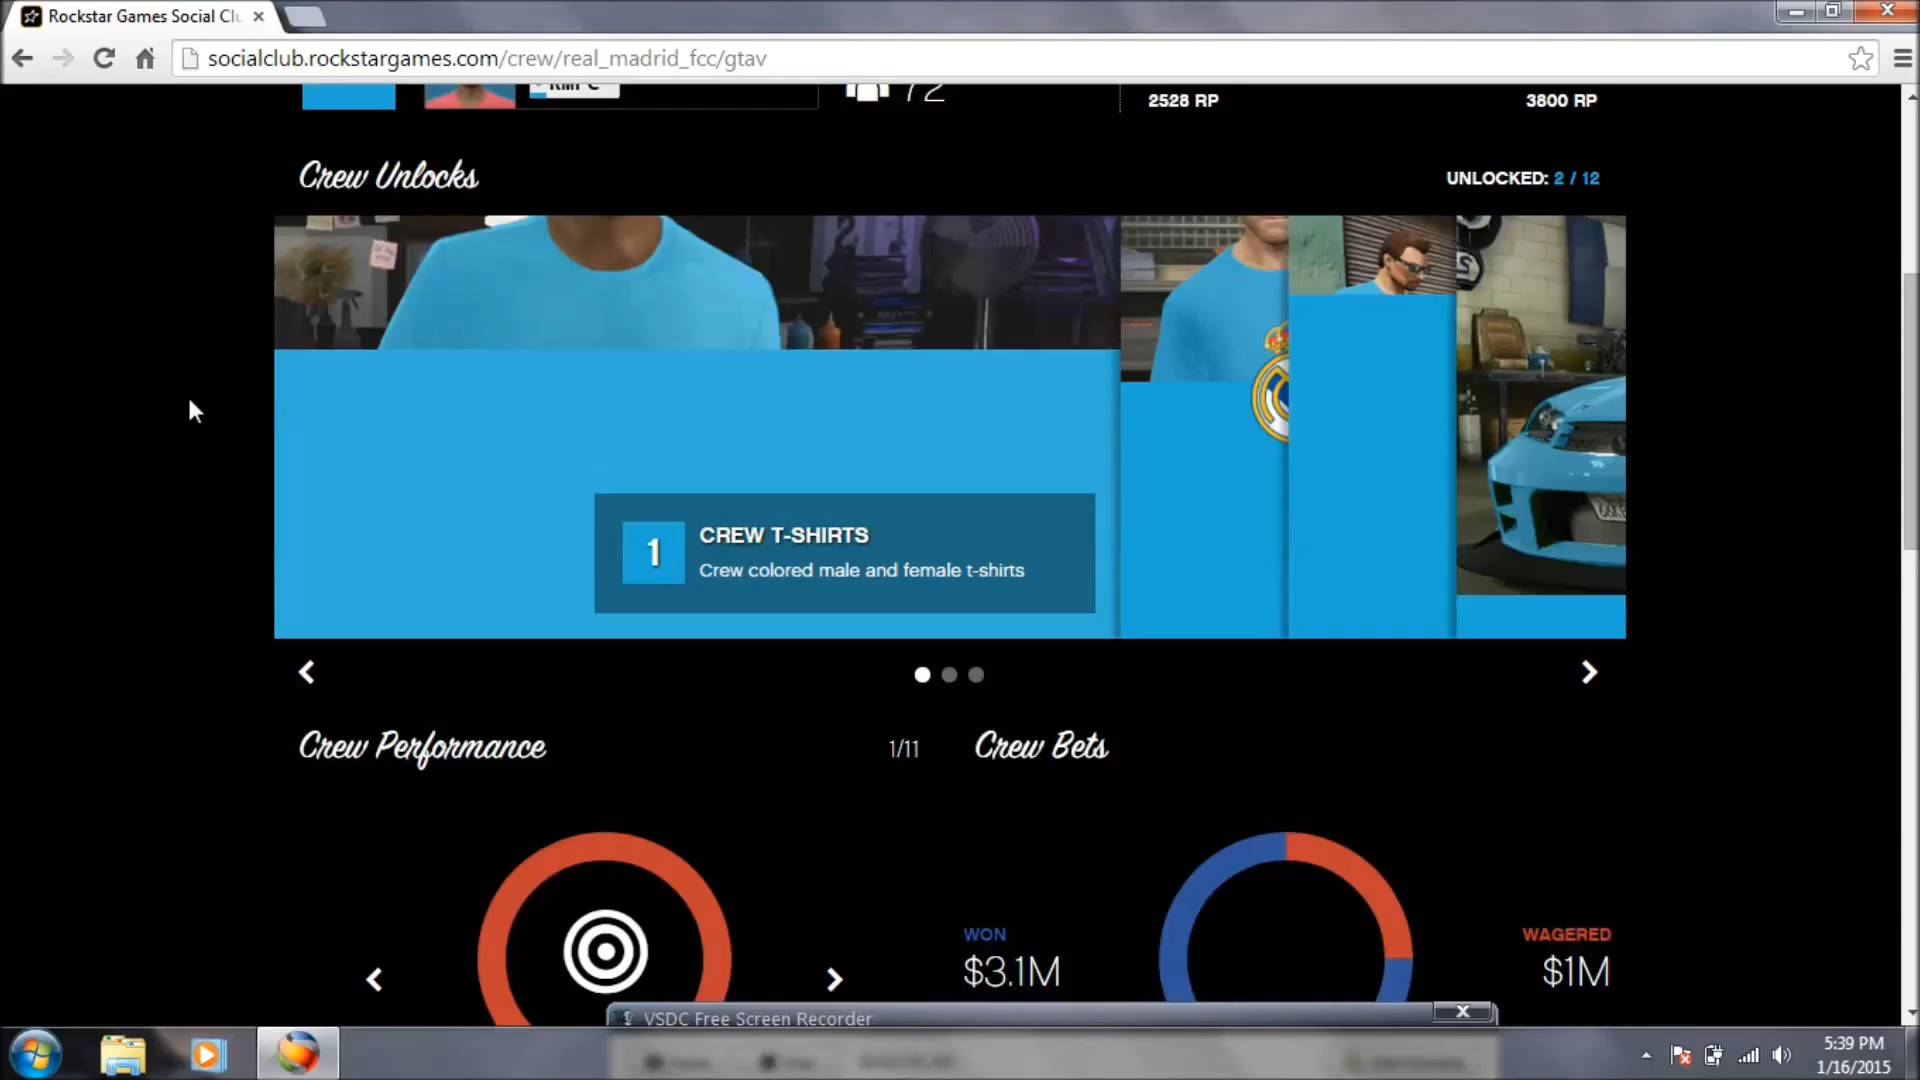 Rockstar Games Social Clu
socialclub.rockstargames.com/crew/real_madrid_fcc/gtav
72
2528 RP
3800 RP
Crew Unlocks
UNLOCKED: 2 / 12
1
CREW T-SHIRTS
Crew colored male and female t-shirts
Crew Performance
1/11
Crew Bets
WON
$3.1M
WAGERED
$1M
VSDC Free Screen Recorder
5:39 PM
1/16/2015